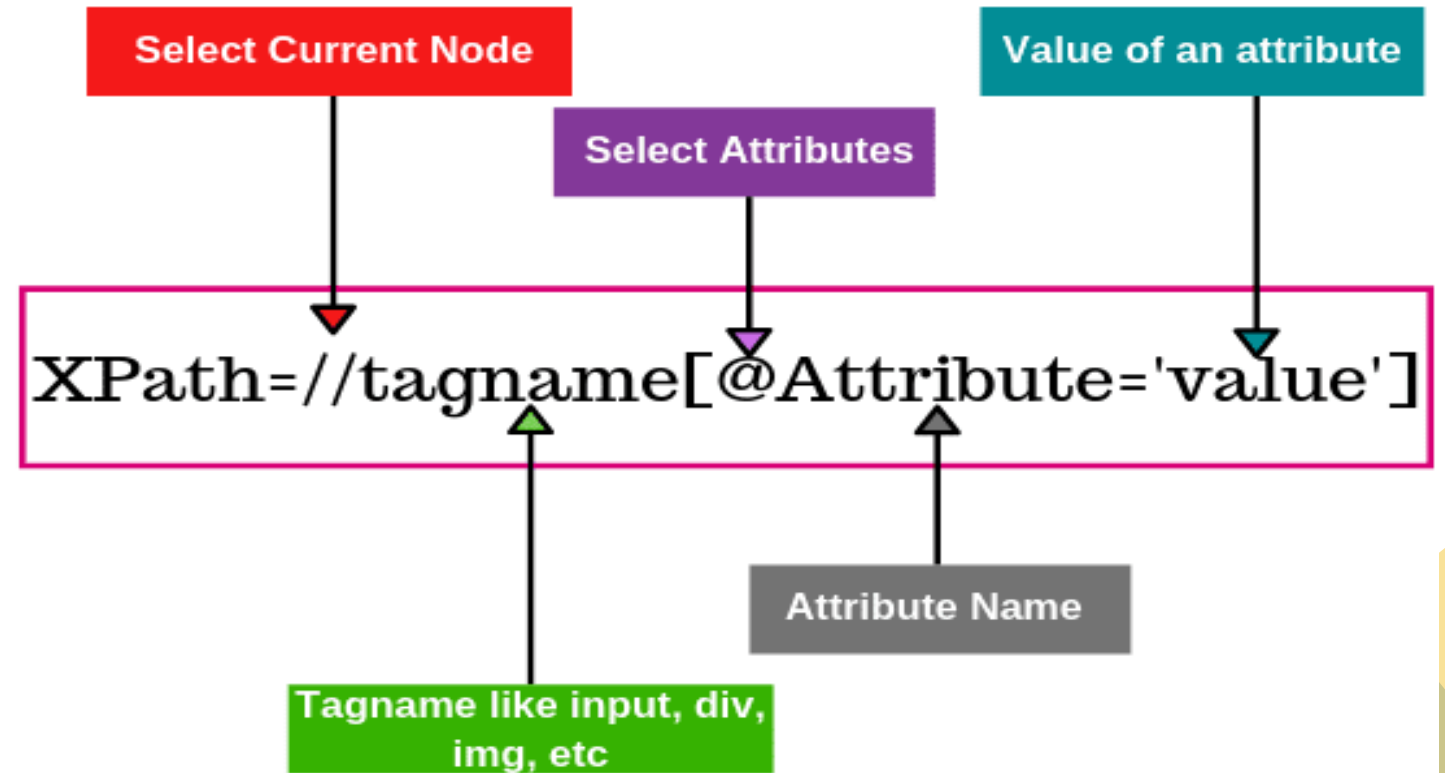 Select Current Node
Value of an attribute
Select Attributes
XPath=//tagname[@Attribute='value']
Attribute Name
Tagname like input, div,
img, etc